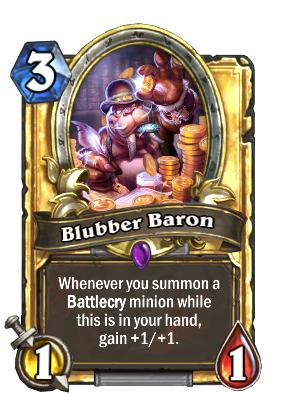 3
Blubber Baron
Whenever you summon a
Battlecry minion while
this is in your hand,
gain +1/+1.
1
1